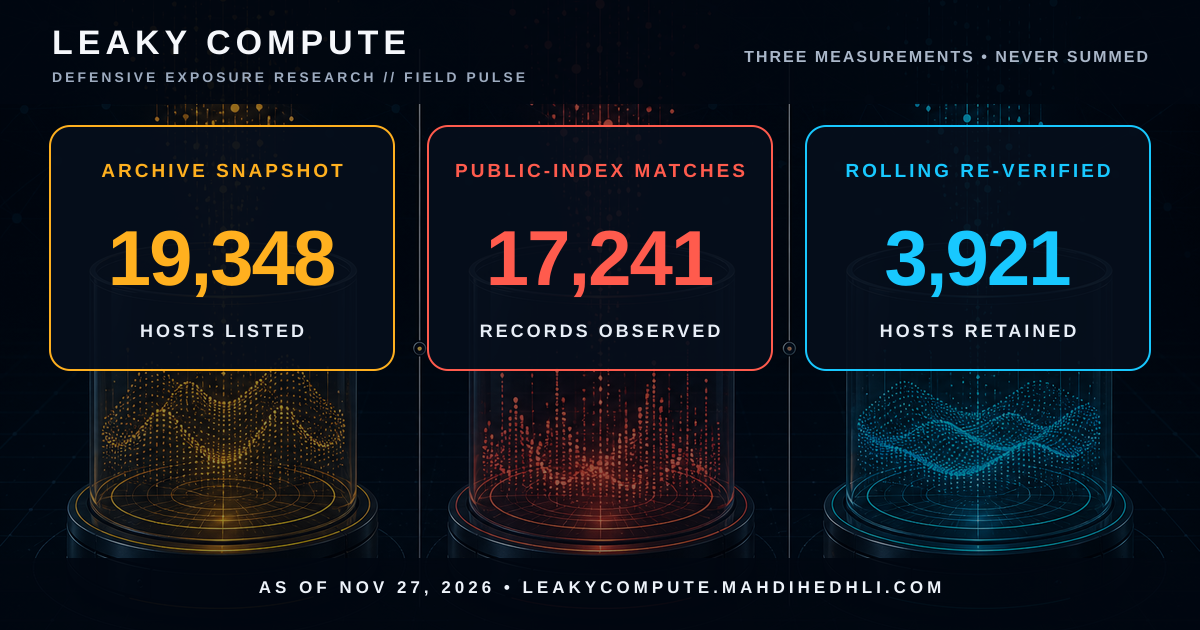 LEAKY COMPUTE
DEFENSIVE EXPOSURE RESEARCH // FIELD PULSE
THREE MEASUREMENTS • NEVER SUMMED
ARCHIVE SNAPSHOT
19,348
HOSTS LISTED
PUBLIC-INDEX MATCHES
17,241
RECORDS OBSERVED
ROLLING RE-VERIFIED
3,921
HOSTS RETAINED
AS OF NOV 27, 2026 • LEAKYCOMPUTE.MAHDIHEDHLI.COM